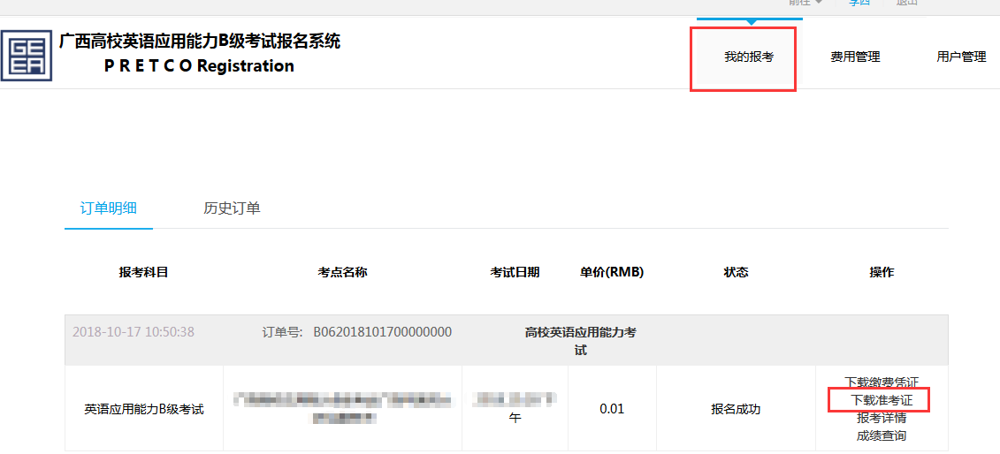 前往 李四 退出
广西高校英语应用能力B级考试报名系统
P R E T C O Registration
我的报考 费用管理 用户管理
订单明细 历史订单
报考科目 考点名称 考试日期 单价(RMB) 状态 操作
2018-10-17 10:50:38 订单号: B062018101700000000 高校英语应用能力考
试
英语应用能力B级考试 午 0.01 报名成功
下载缴费凭证
下载准考证
报考详情
成绩查询